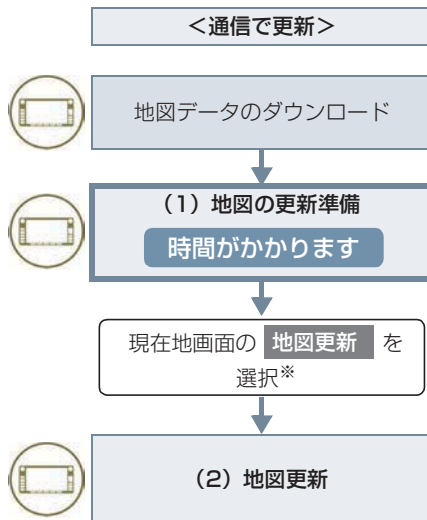 ＜通信で更新＞
地図データのダウンロード
（1）地図の更新準備
時間がかかります
現在地画面の 地図更新 を
選択※
（2）地図更新